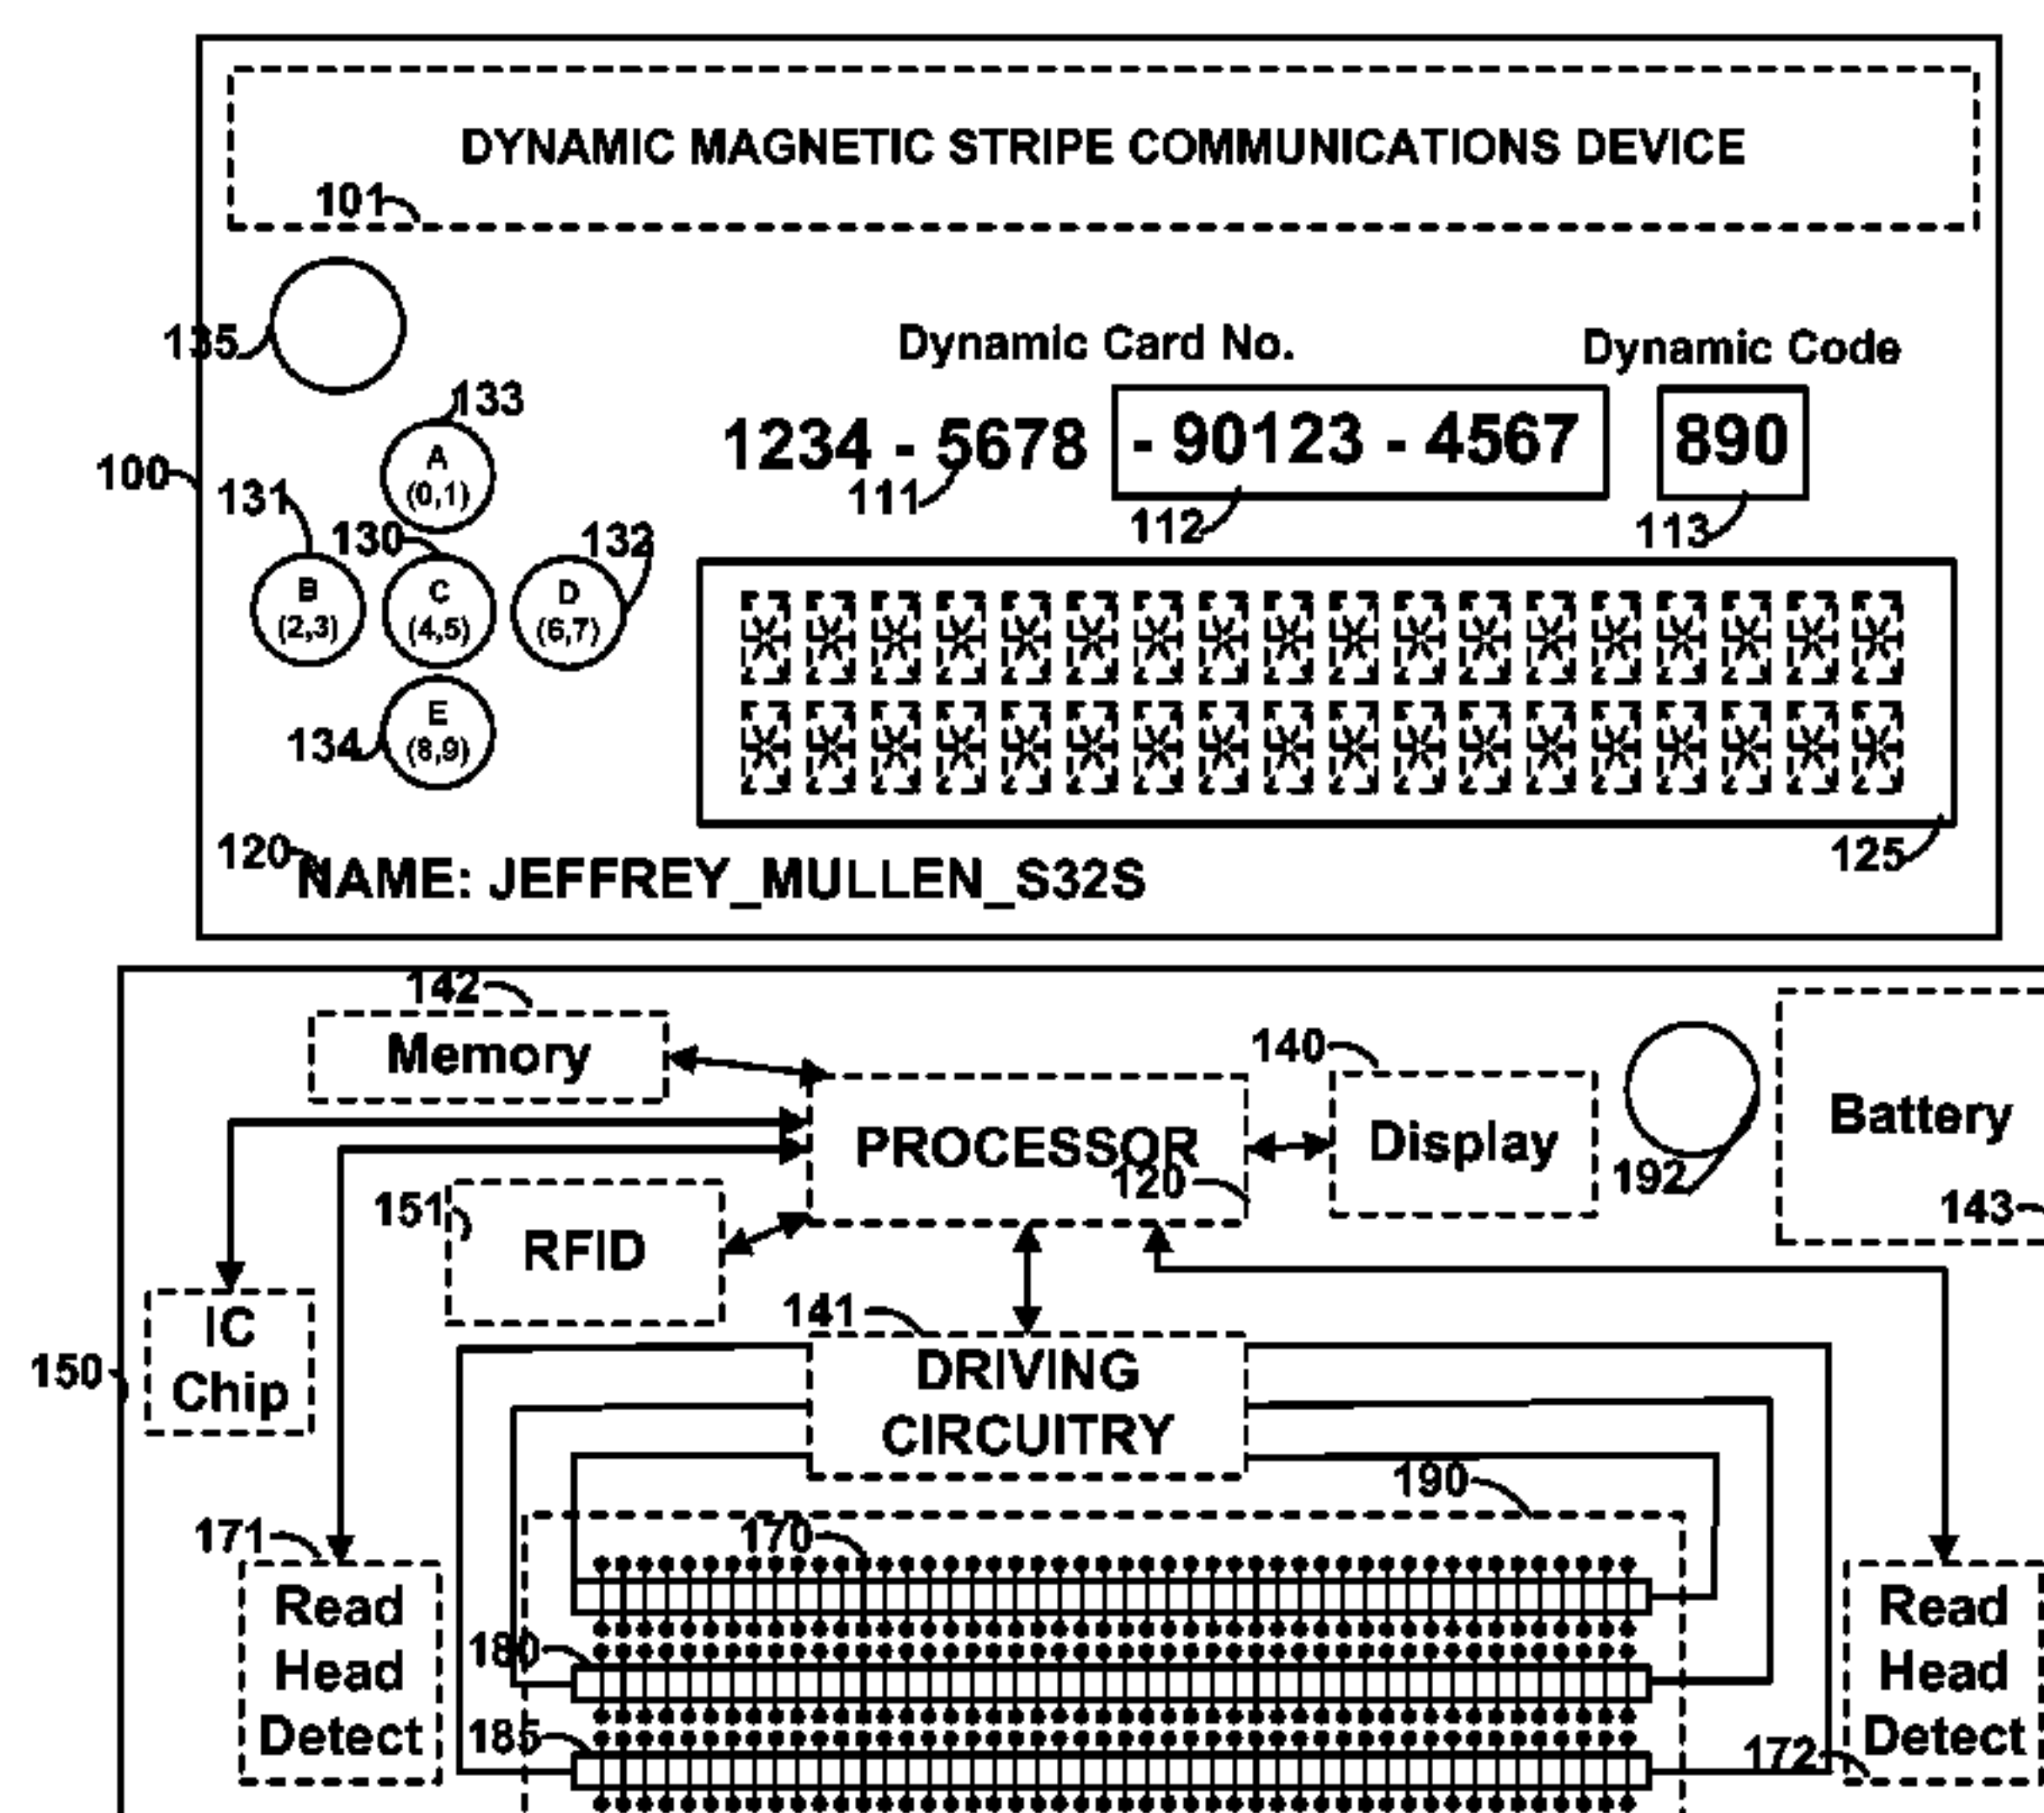 DYNAMIC MAGNETIC STRIPE COMMUNICATIONS DEVICE
101
135
Dynamic Card No.
Dynamic Code
133
A
(0,1)
1234 - 5678
- 90123 - 4567
890
100
131
111
112
113
130
132
B
(2,3)
C
(4,5)
D
(6,7)
E
(8,9)
134
120
NAME: JEFFREY_MULLEN_S32S
125
142
Memory
140
PROCESSOR
120
Display
192
Battery
143
151
RFID
141
IC
Chip
150
DRIVING
CIRCUITRY
190
171
170
Read
Head
Detect
180
185
Read
Head
Detect
172